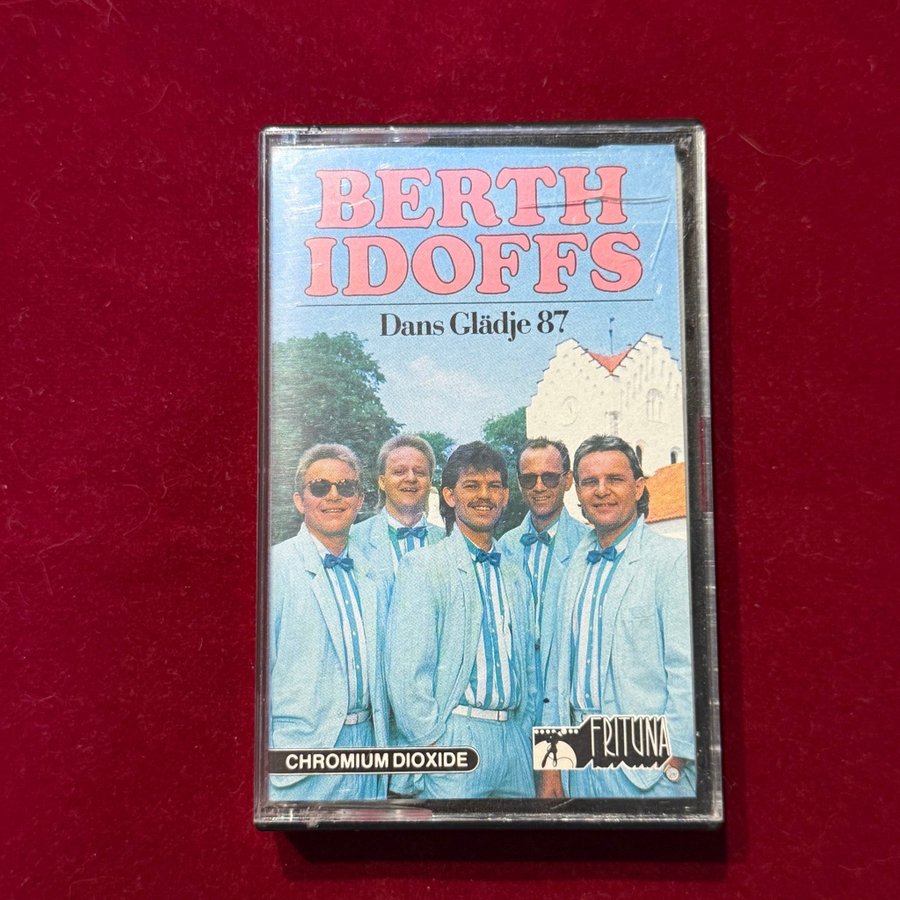 BERTH
IDOFFS
Dans Glädje 87
CHROMIUM DIOXIDE
FRITUNA